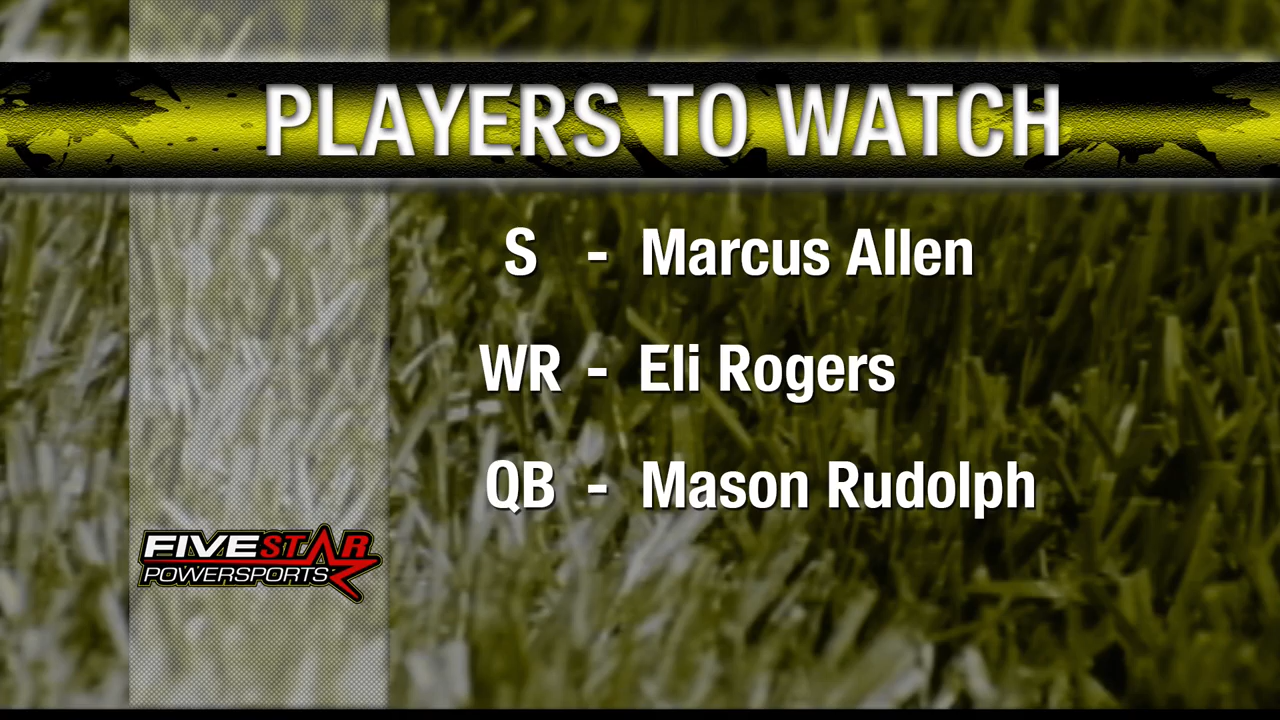 PLAYERS TO WATCH
S - Marcus Allen
WR - Eli Rogers
QB - Mason Rudolph
FIVESTAR
POWERSPORTS